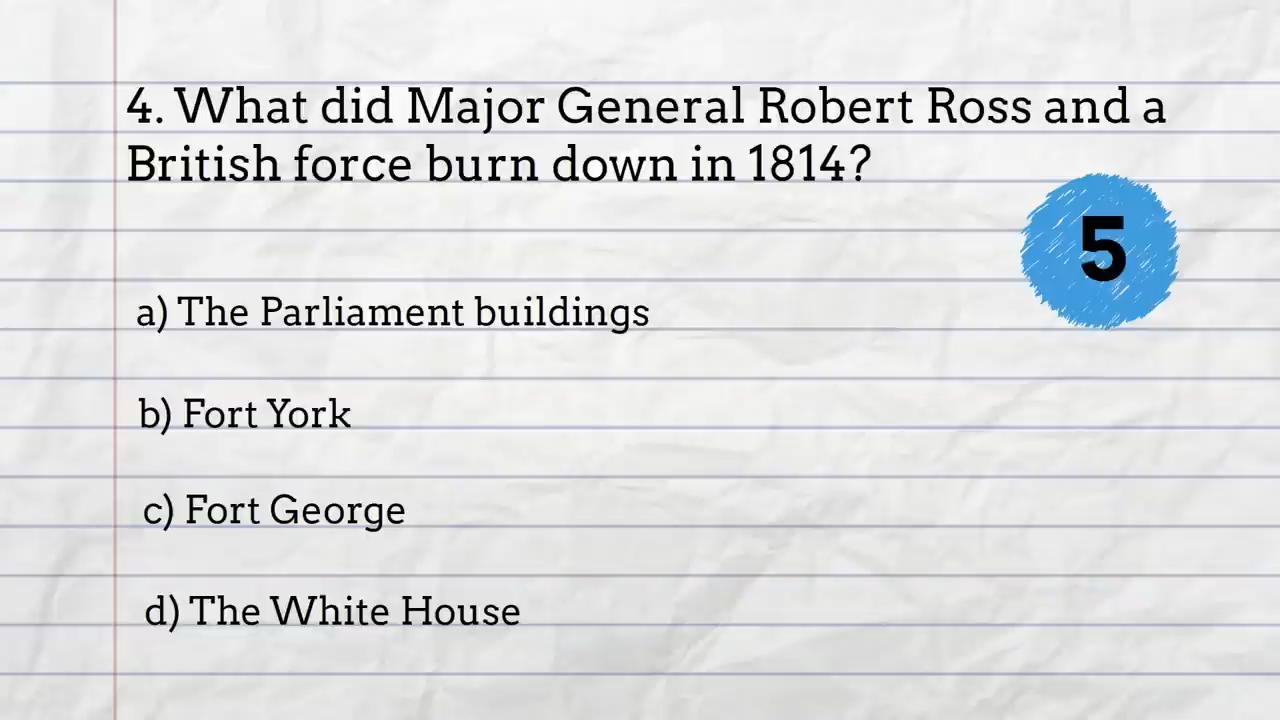 4. What did Major General Robert Ross and a
British force burn down in 1814?
5
a) The Parliament buildings
b) Fort York
c) Fort George
d) The White House